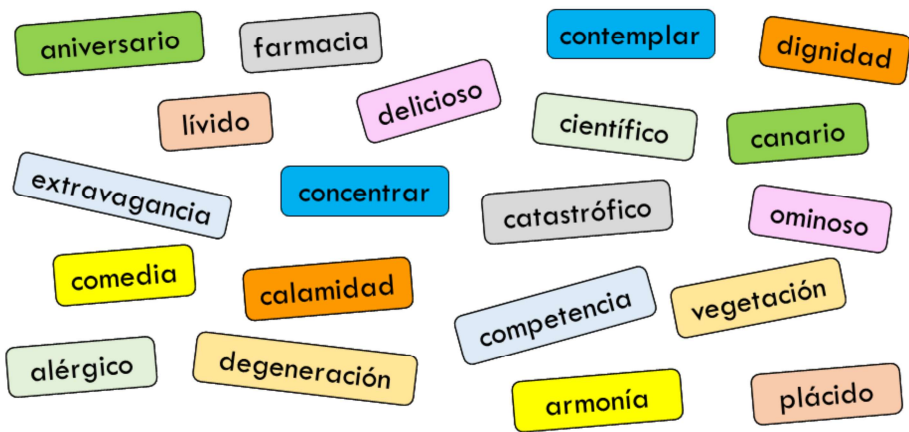 aniversario
farmacia
contemplar
dignidad
lívido
delicioso
científico
canario
extravagancia
concentrar
catastrófico
ominoso
comedia
calamidad
competencia
vegetación
alérgico
degeneración
armonía
plácido